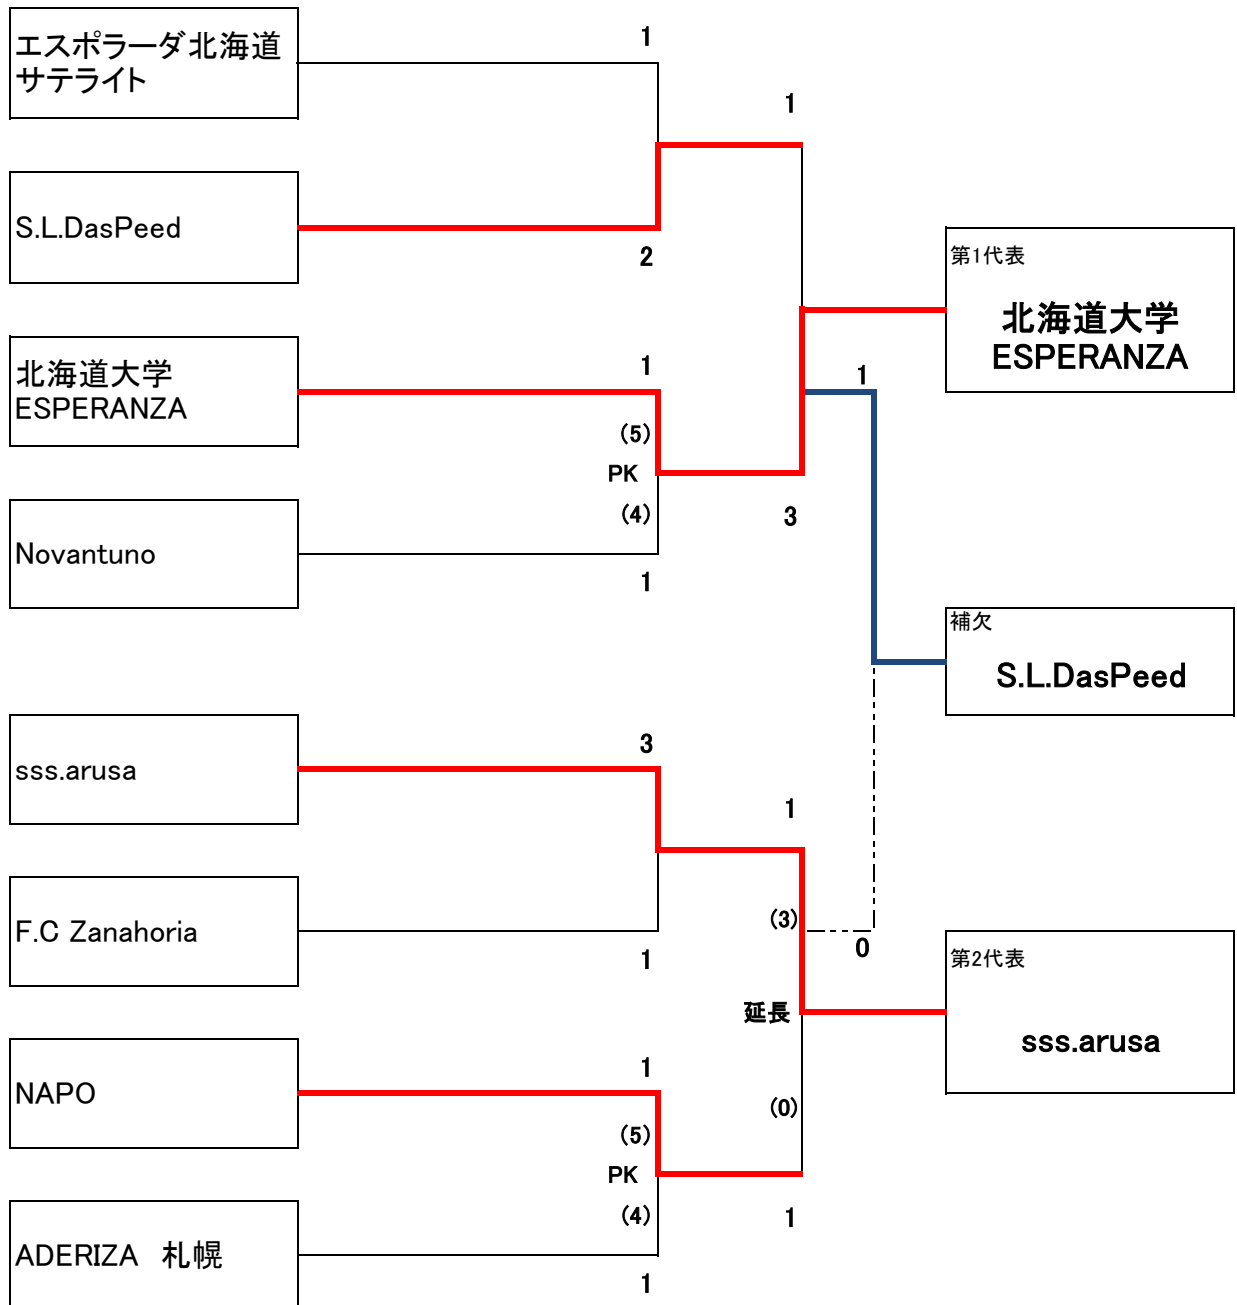 エスポラーダ北海道
サテライト
1
1
S.L.DasPeed
2
第1代表
北海道大学
ESPERANZA
北海道大学
ESPERANZA
1
(5)
PK
(4)
1
3
Novantuno
1
補欠
S.L.DasPeed
sss.arusa
3
1
F.C Zanahoria
1
(3)
0
延長
(0)
第2代表
sss.arusa
NAPO
1
(5)
PK
(4)
1
ADERIZA　札幌
1